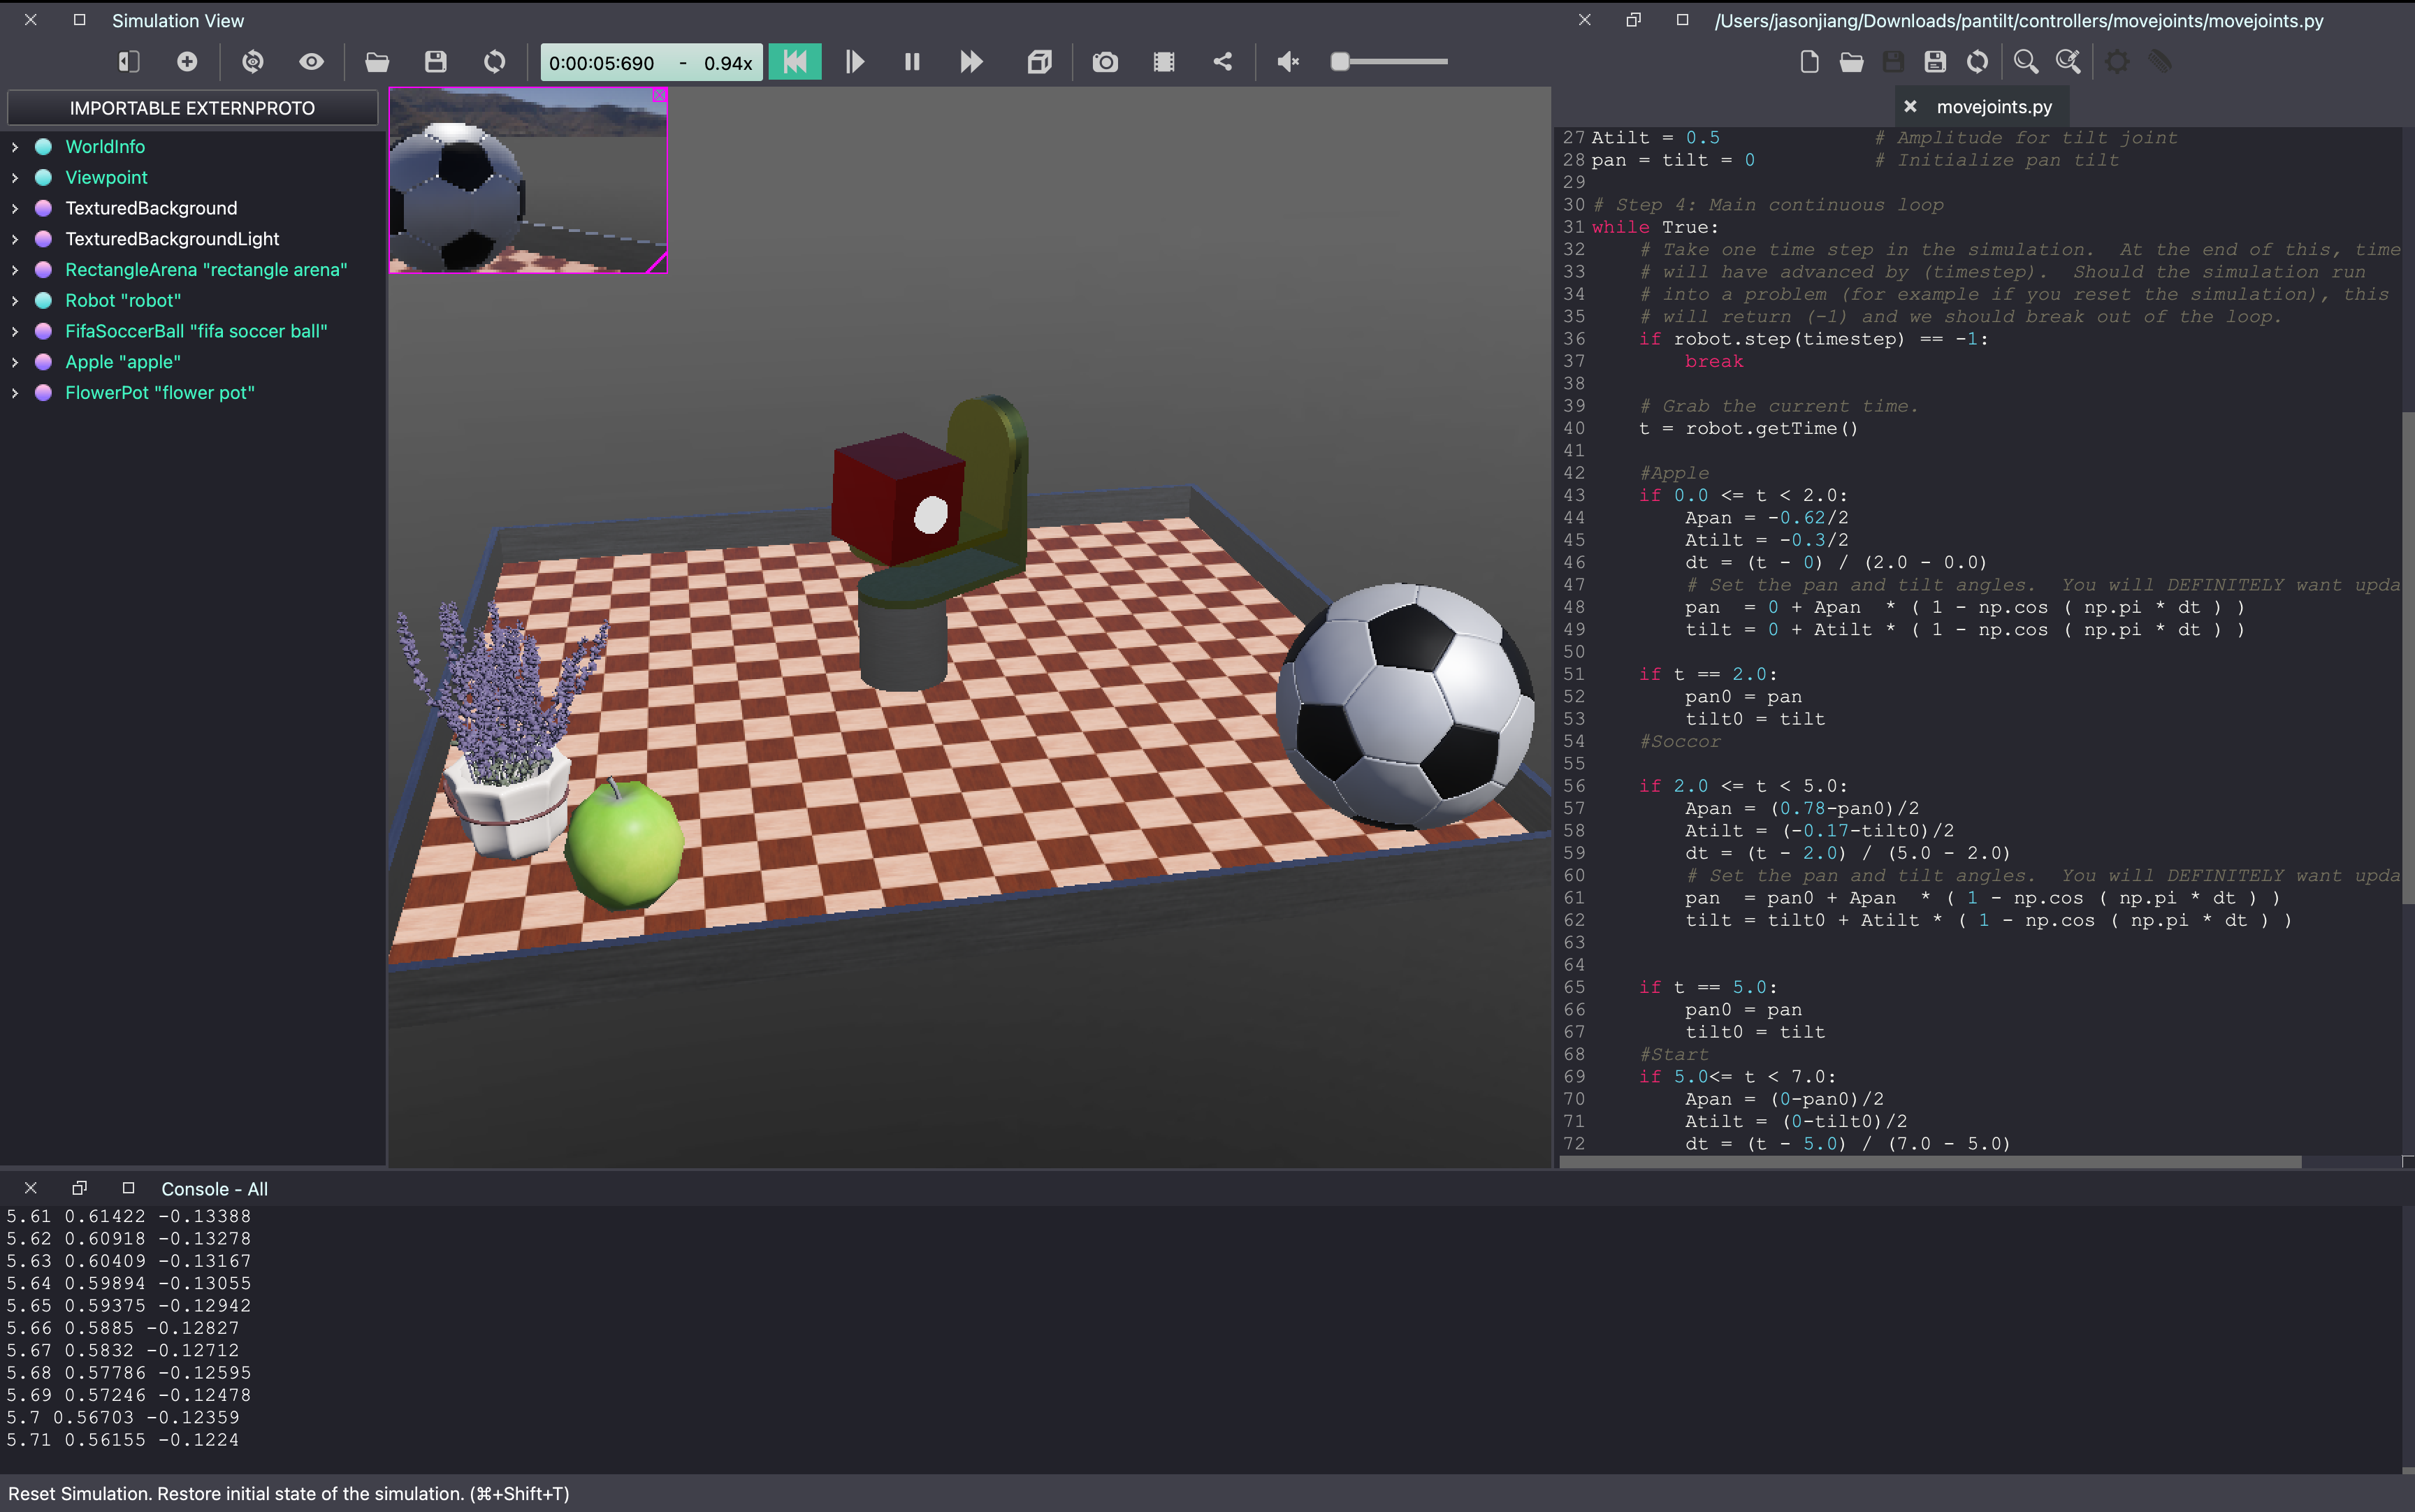 Simulation View
0:00:05:690 - 0.94x
IMPORTABLE EXTERNPROTO
WorldInfo
Viewpoint
TexturedBackground
TexturedBackgroundLight
RectangleArena "rectangle arena"
Robot "robot"
FifaSoccerBall "fifa soccer ball"
Apple "apple"
FlowerPot "flower pot"
/Users/jasonjiang/Downloads/pantilt/controllers/movejoints/movejoints.py
movejoints.py
27 Atilt = 0.5 # Amplitude for tilt joint
28 pan = tilt = 0 # Initialize pan tilt
29
30 # Step 4: Main continuous loop
31 while True:
32 # Take one time step in the simulation. At the end of this, time
33 # will have advanced by (timestep). Should the simulation run
34 # into a problem (for example if you reset the simulation), this
35 # will return (-1) and we should break out of the loop.
36 if robot.step(timestep) == -1:
37 break
38
39 # Grab the current time.
40 t = robot.getTime()
41
42 #Apple
43 if 0.0 <= t < 2.0:
44 Apan = -0.62/2
45 Atilt = -0.3/2
46 dt = (t - 0) / (2.0 - 0.0)
47 # Set the pan and tilt angles. You will DEFINITELY want upda
48 pan = 0 + Apan * ( 1 - np.cos ( np.pi * dt ) )
49 tilt = 0 + Atilt * ( 1 - np.cos ( np.pi * dt ) )
50
51 if t == 2.0:
52 pan0 = pan
53 tilt0 = tilt
54 #Soccor
55
56 if 2.0 <= t < 5.0:
57 Apan = (0.78-pan0)/2
58 Atilt = (-0.17-tilt0)/2
59 dt = (t - 2.0) / (5.0 - 2.0)
60 # Set the pan and tilt angles. You will DEFINITELY want upda
61 pan = pan0 + Apan * ( 1 - np.cos ( np.pi * dt ) )
62 tilt = tilt0 + Atilt * ( 1 - np.cos ( np.pi * dt ) )
63
64
65 if t == 5.0:
66 pan0 = pan
67 tilt0 = tilt
68 #Start
69 if 5.0<= t < 7.0:
70 Apan = (0-pan0)/2
71 Atilt = (0-tilt0)/2
72 dt = (t - 5.0) / (7.0 - 5.0)
Console - All
5.61 0.61422 -0.13388
5.62 0.60918 -0.13278
5.63 0.60409 -0.13167
5.64 0.59894 -0.13055
5.65 0.59375 -0.12942
5.66 0.5885 -0.12827
5.67 0.5832 -0.12712
5.68 0.57786 -0.12595
5.69 0.57246 -0.12478
5.7 0.56703 -0.12359
5.71 0.56155 -0.1224
Reset Simulation. Restore initial state of the simulation. (⌘+Shift+T)